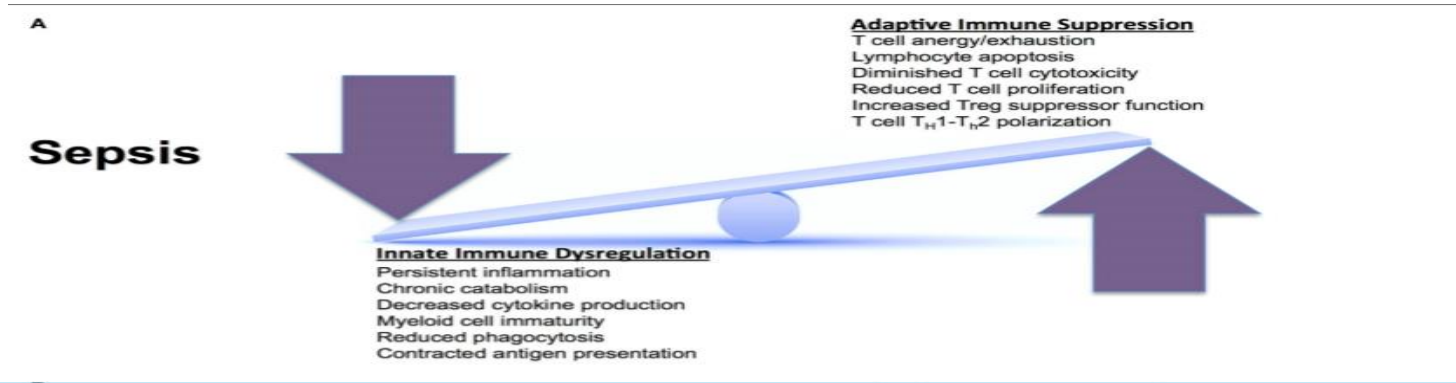 A
Sepsis
Adaptive Immune Suppression
T cell anergy/exhaustion
Lymphocyte apoptosis
Diminished T cell cytotoxicity
Reduced T cell proliferation
Increased Treg suppressor function
T cell TH1-Th2 polarization
Innate Immune Dysregulation
Persistent inflammation
Chronic catabolism
Decreased cytokine production
Myeloid cell immaturity
Reduced phagocytosis
Contracted antigen presentation